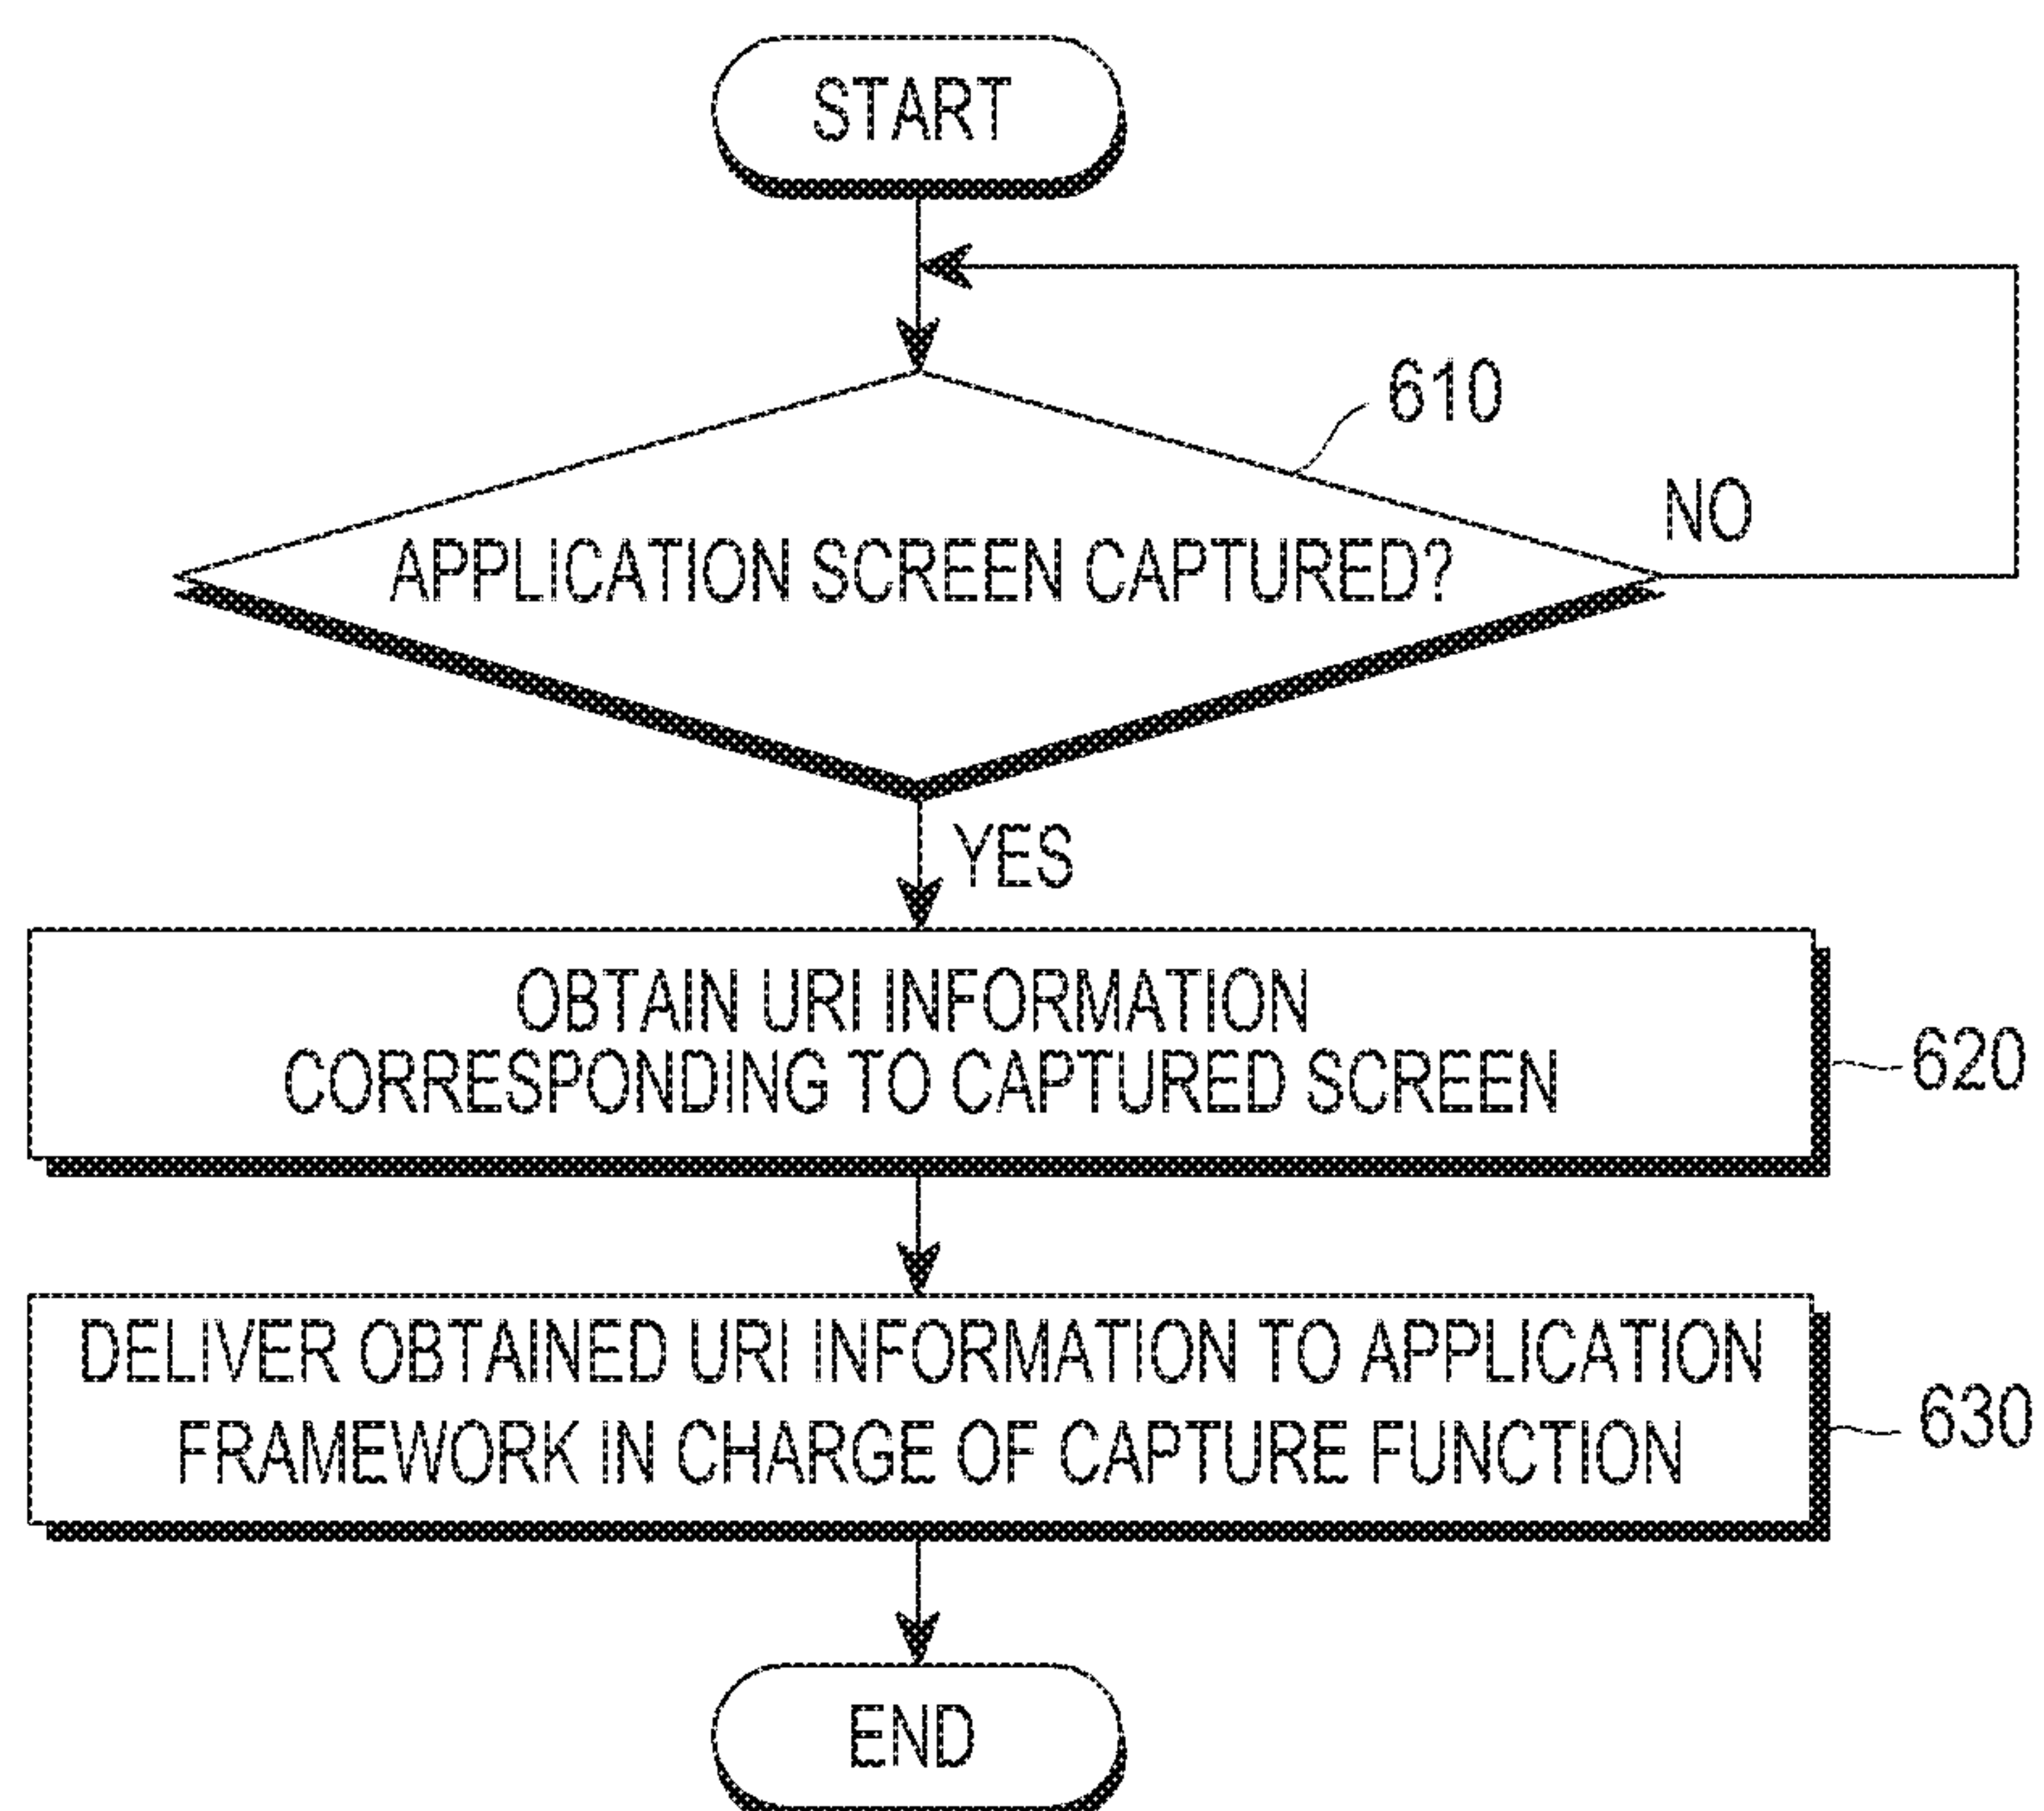 START
610
NO
APPLICATION SCREEN CAPTURED?
YES
OBTAIN URI INFORMATION
CORRESPONDING TO CAPTURED SCREEN
620
DELIVER OBTAINED URI INFORMATION TO APPLICATION
FRAMEWORK IN CHARGE OF CAPTURE FUNCTION
630
END